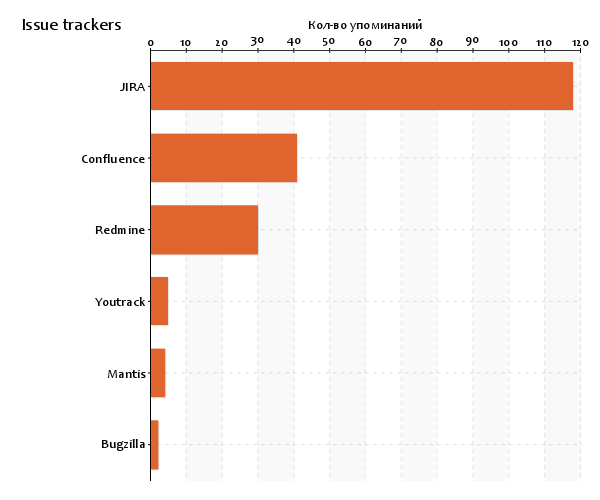 Issue trackers
Кол-во упоминаний
0 10 20 30 40 50 60 70 80 90 100 110 120
JIRA
Confluence
Redmine
Youtrack
Mantis
Bugzilla